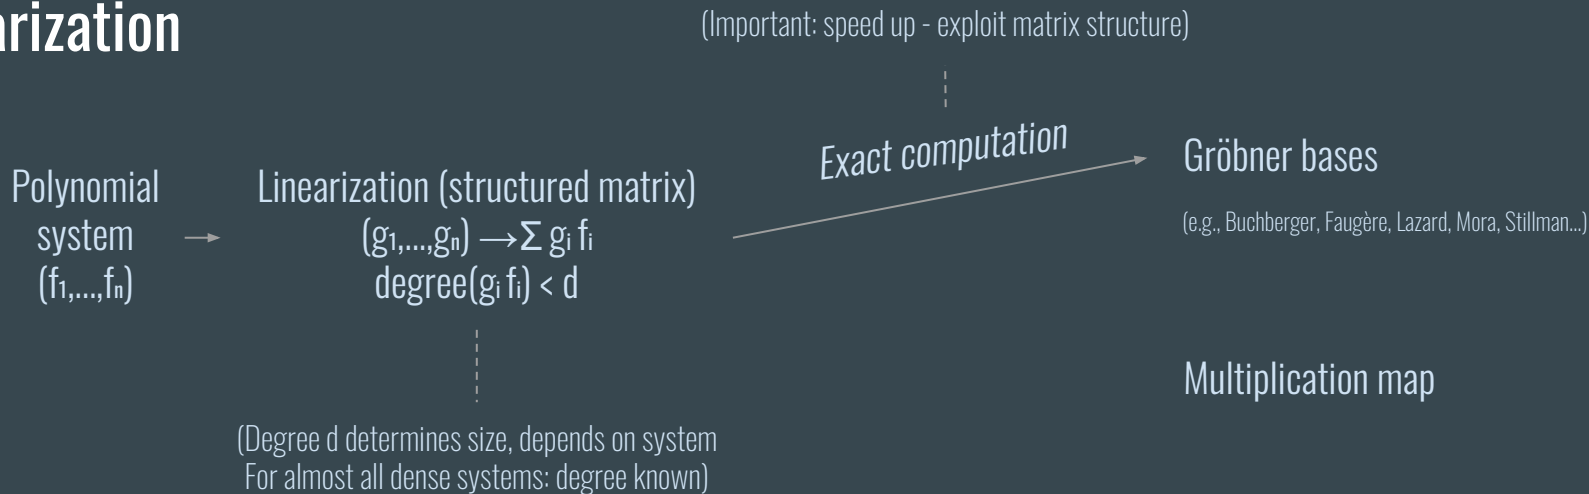 (Important: speed up - exploit matrix structure)
Exact computation
Polynomial
system
(f₁,...,fₙ)
Linearization (structured matrix)
(g₁,...,gₙ) → Σ gᵢ fᵢ
degree(gᵢ fᵢ) < d
(Degree d determines size, depends on system
For almost all dense systems: degree known)
Gröbner bases
(e.g., Buchberger, Faugère, Lazard, Mora, Stillman...)
Multiplication map